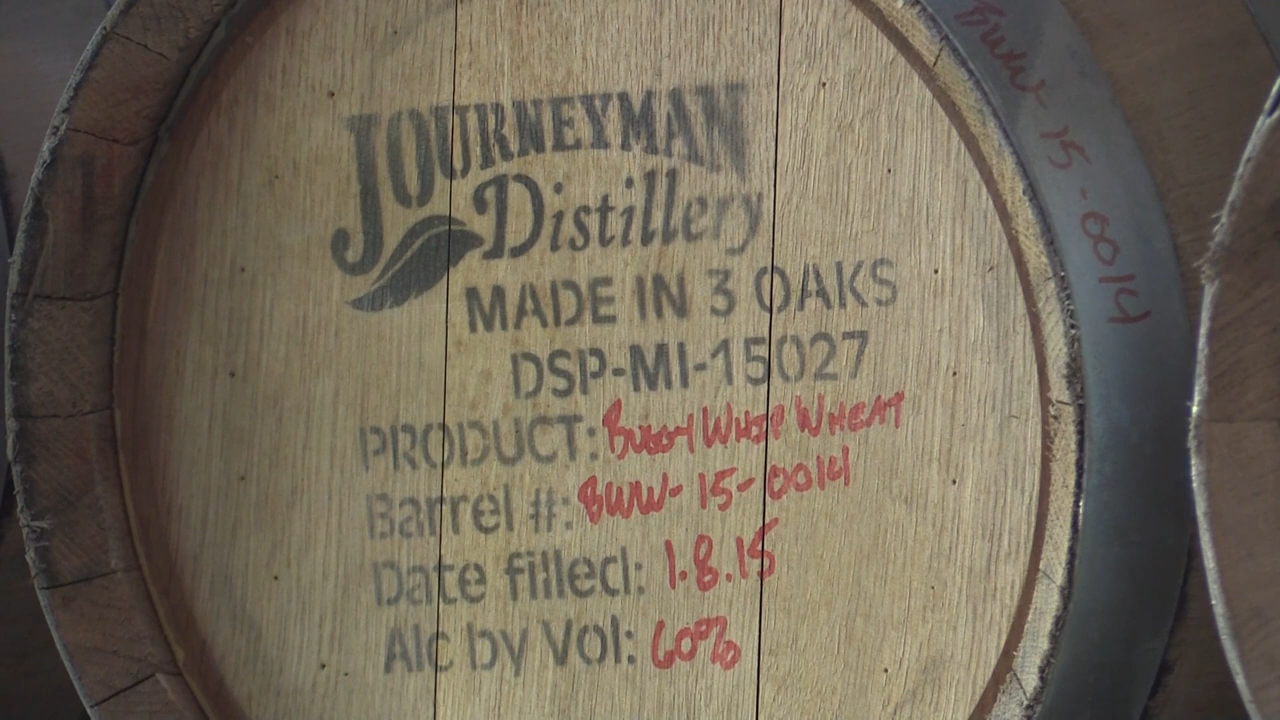 JOURNEYMAN
Distillery
MADE IN 3 OAKS
DSP-MI-15027
PRODUCT: BUGGY WHIP WHEAT
Barrel #: BWW-15-0014
Date filled: 1.8.15
Alc by Vol: 60%
BWW-15-0014